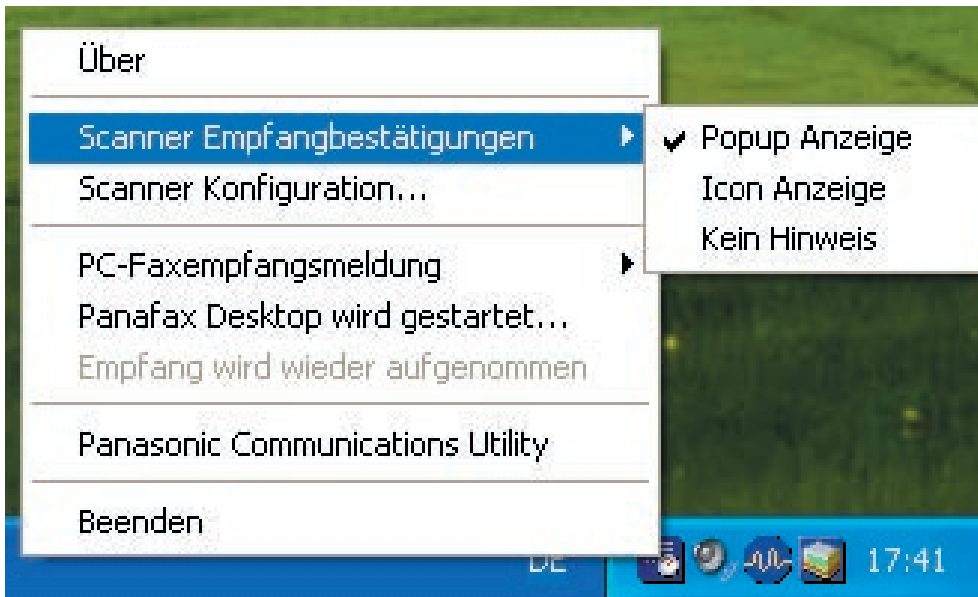 Über
Scanner Empfangbestätigungen
Popup Anzeige
Icon Anzeige
Kein Hinweis
Scanner Konfiguration...
PC-Faxempfangsmeldung
Panafax Desktop wird gestartet...
Empfang wird wieder aufgenommen
Panasonic Communications Utility
Beenden
DE
17:41